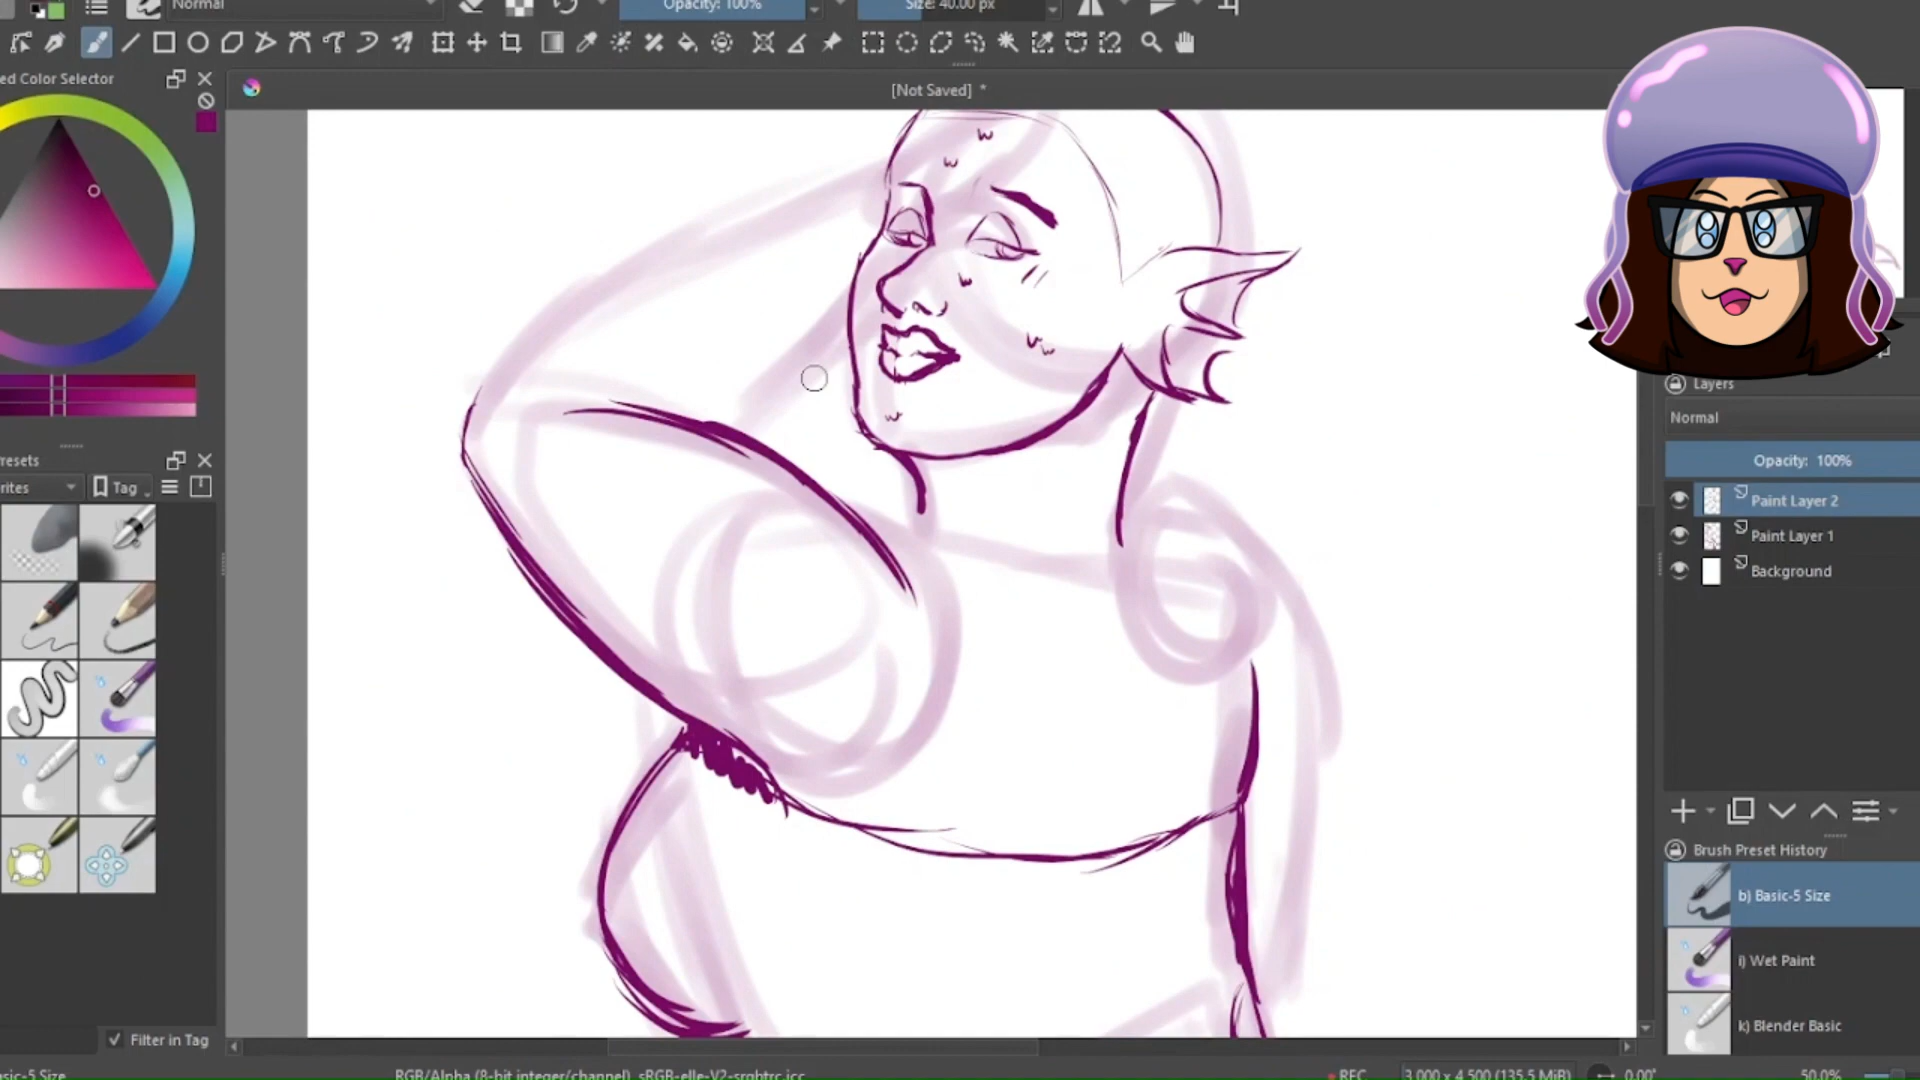 Normal
Opacity: 100%
Size: 40.00 px
ed Color Selector
[Not Saved] *
resets
rites
Tag
Layers
Normal
Opacity: 100%
Paint Layer 2
Paint Layer 1
Background
Brush Preset History
b) Basic-5 Size
i) Wet Paint
k) Blender Basic
Filter in Tag
asic-5 Size
RGB/Alpha (8-bit integer/channel) sRGB-elle-V2-srgbtrc.icc
REC
3,000 x 4,500 (135.5 MiB)
0.00°
50.0%